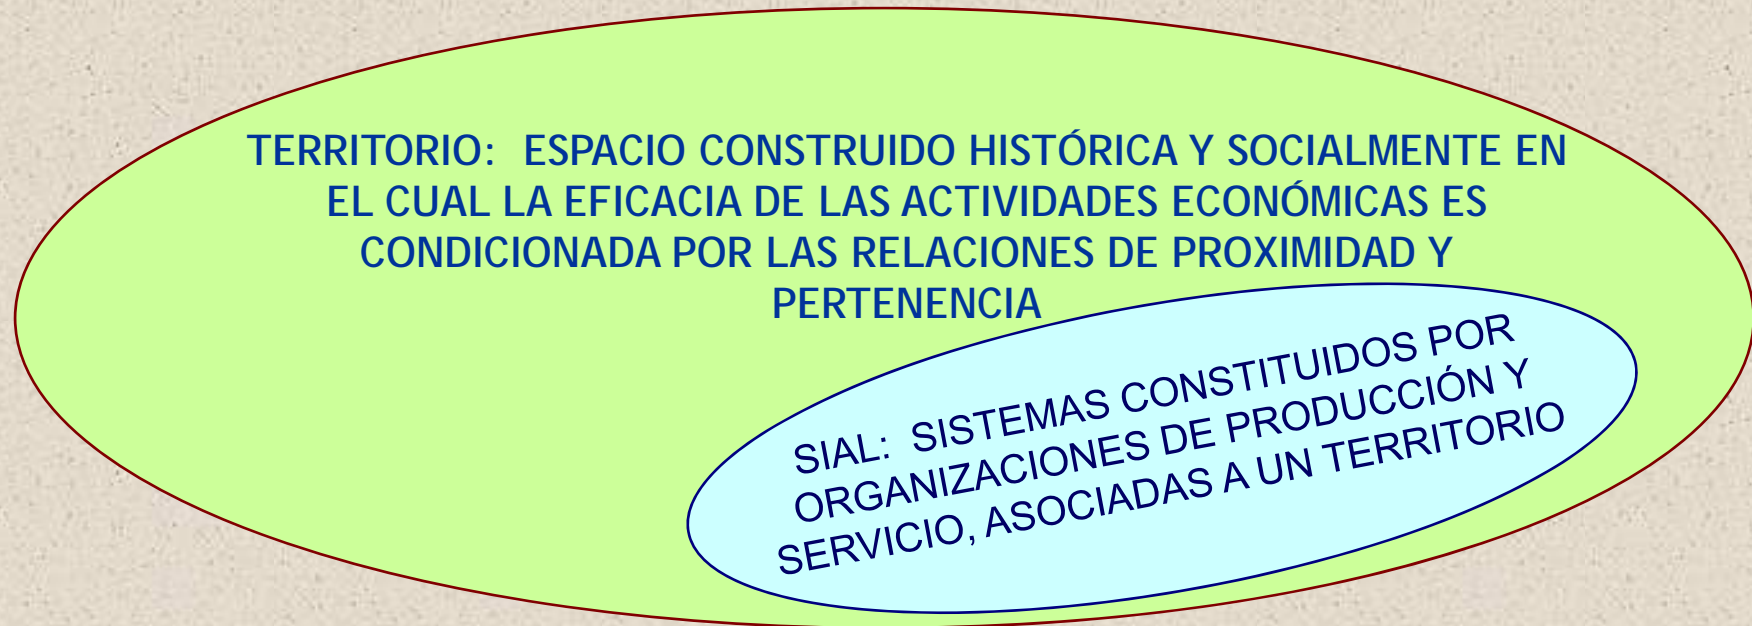 TERRITORIO: ESPACIO CONSTRUIDO HISTÓRICA Y SOCIALMENTE EN
EL CUAL LA EFICACIA DE LAS ACTIVIDADES ECONÓMICAS ES
CONDICIONADA POR LAS RELACIONES DE PROXIMIDAD Y
PERTENENCIA
SIAL: SISTEMAS CONSTITUIDOS POR
ORGANIZACIONES DE PRODUCCIÓN Y
SERVICIO, ASOCIADAS A UN TERRITORIO